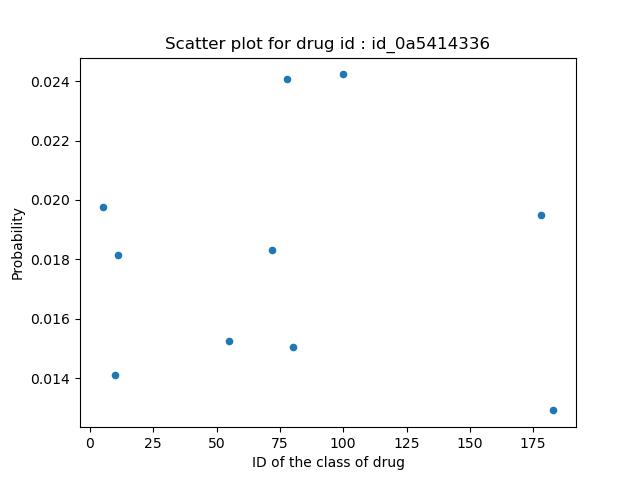 Scatter plot for drug id : id_0a5414336
0.024
0.022
0.020
0.018
0.016
0.014
Probability
0 25 50 75 100 125 150 175
ID of the class of drug